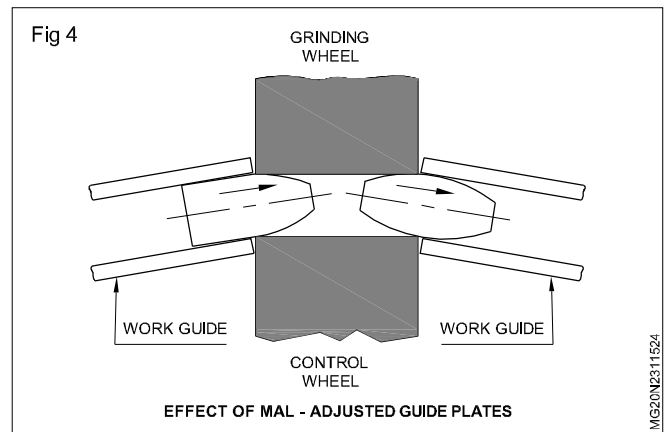 Fig 4
GRINDING
WHEEL
WORK GUIDE
WORK GUIDE
CONTROL
WHEEL
EFFECT OF MAL - ADJUSTED GUIDE PLATES
MG20N2311524